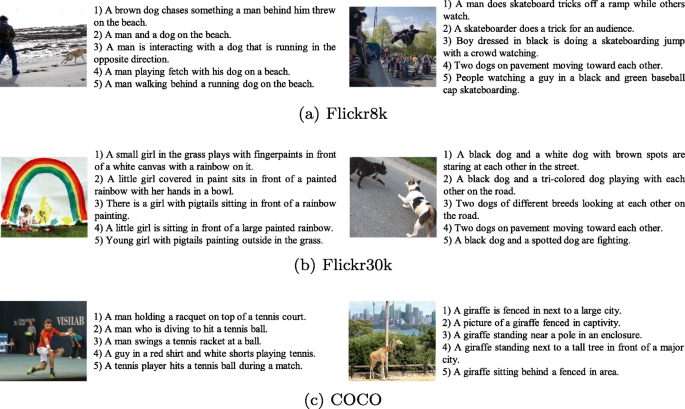 1) A brown dog chases something a man behind him threw
on the beach.
2) A man and a dog on the beach.
3) A man is interacting with a dog that is running in the
opposite direction.
4) A man playing fetch with his dog on a beach.
5) A man walking behind a running dog on the beach.
1) A man does skateboard tricks off a ramp while others
watch.
2) A skateboarder does a trick for an audience.
3) Boy dressed in black is doing a skateboarding jump
with a crowd watching.
4) Two dogs on pavement moving toward each other.
5) People watching a guy in a black and green baseball
cap skateboarding.
(a) Flickr8k
1) A small girl in the grass plays with fingerpaints in front
of a white canvas with a rainbow on it.
2) A little girl covered in paint sits in front of a painted
rainbow with her hands in a bowl.
3) There is a girl with pigtails sitting in front of a rainbow
painting.
4) A little girl is sitting in front of a large painted rainbow.
5) Young girl with pigtails painting outside in the grass.
1) A black dog and a white dog with brown spots are
staring at each other in the street.
2) A black dog and a tri-colored dog playing with each
other on the road.
3) Two dogs of different breeds looking at each other on
the road.
4) Two dogs on pavement moving toward each other.
5) A black dog and a spotted dog are fighting.
(b) Flickr30k
VISILAB
1) A man holding a racquet on top of a tennis court.
2) A man who is diving to hit a tennis ball.
3) A man swings a tennis racket at a ball.
4) A guy in a red shirt and white shorts playing tennis.
5) A tennis player hits a tennis ball during a match.
1) A giraffe is fenced in next to a large city.
2) A picture of a giraffe fenced in captivity.
3) A giraffe standing near a pole in an enclosure.
4) A giraffe standing next to a tall tree in front of a major
city.
5) A giraffe sitting behind a fenced in area.
(c) COCO